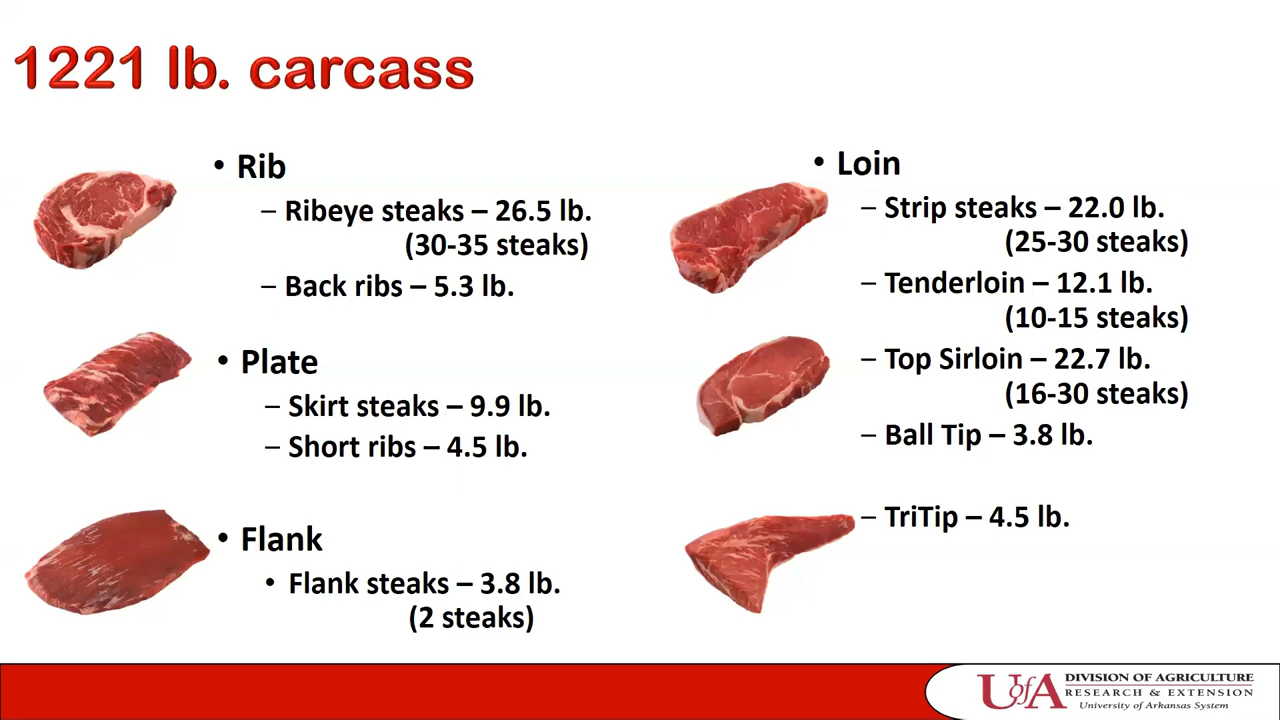 1221 lb. carcass
• Rib
– Ribeye steaks – 26.5 lb.
(30-35 steaks)
– Back ribs – 5.3 lb.
• Plate
– Skirt steaks – 9.9 lb.
– Short ribs – 4.5 lb.
• Flank
• Flank steaks – 3.8 lb.
(2 steaks)
• Loin
– Strip steaks – 22.0 lb.
(25-30 steaks)
– Tenderloin – 12.1 lb.
(10-15 steaks)
– Top Sirloin – 22.7 lb.
(16-30 steaks)
– Ball Tip – 3.8 lb.
– TriTip – 4.5 lb.
UofA
DIVISION OF AGRICULTURE
RESEARCH & EXTENSION
University of Arkansas System